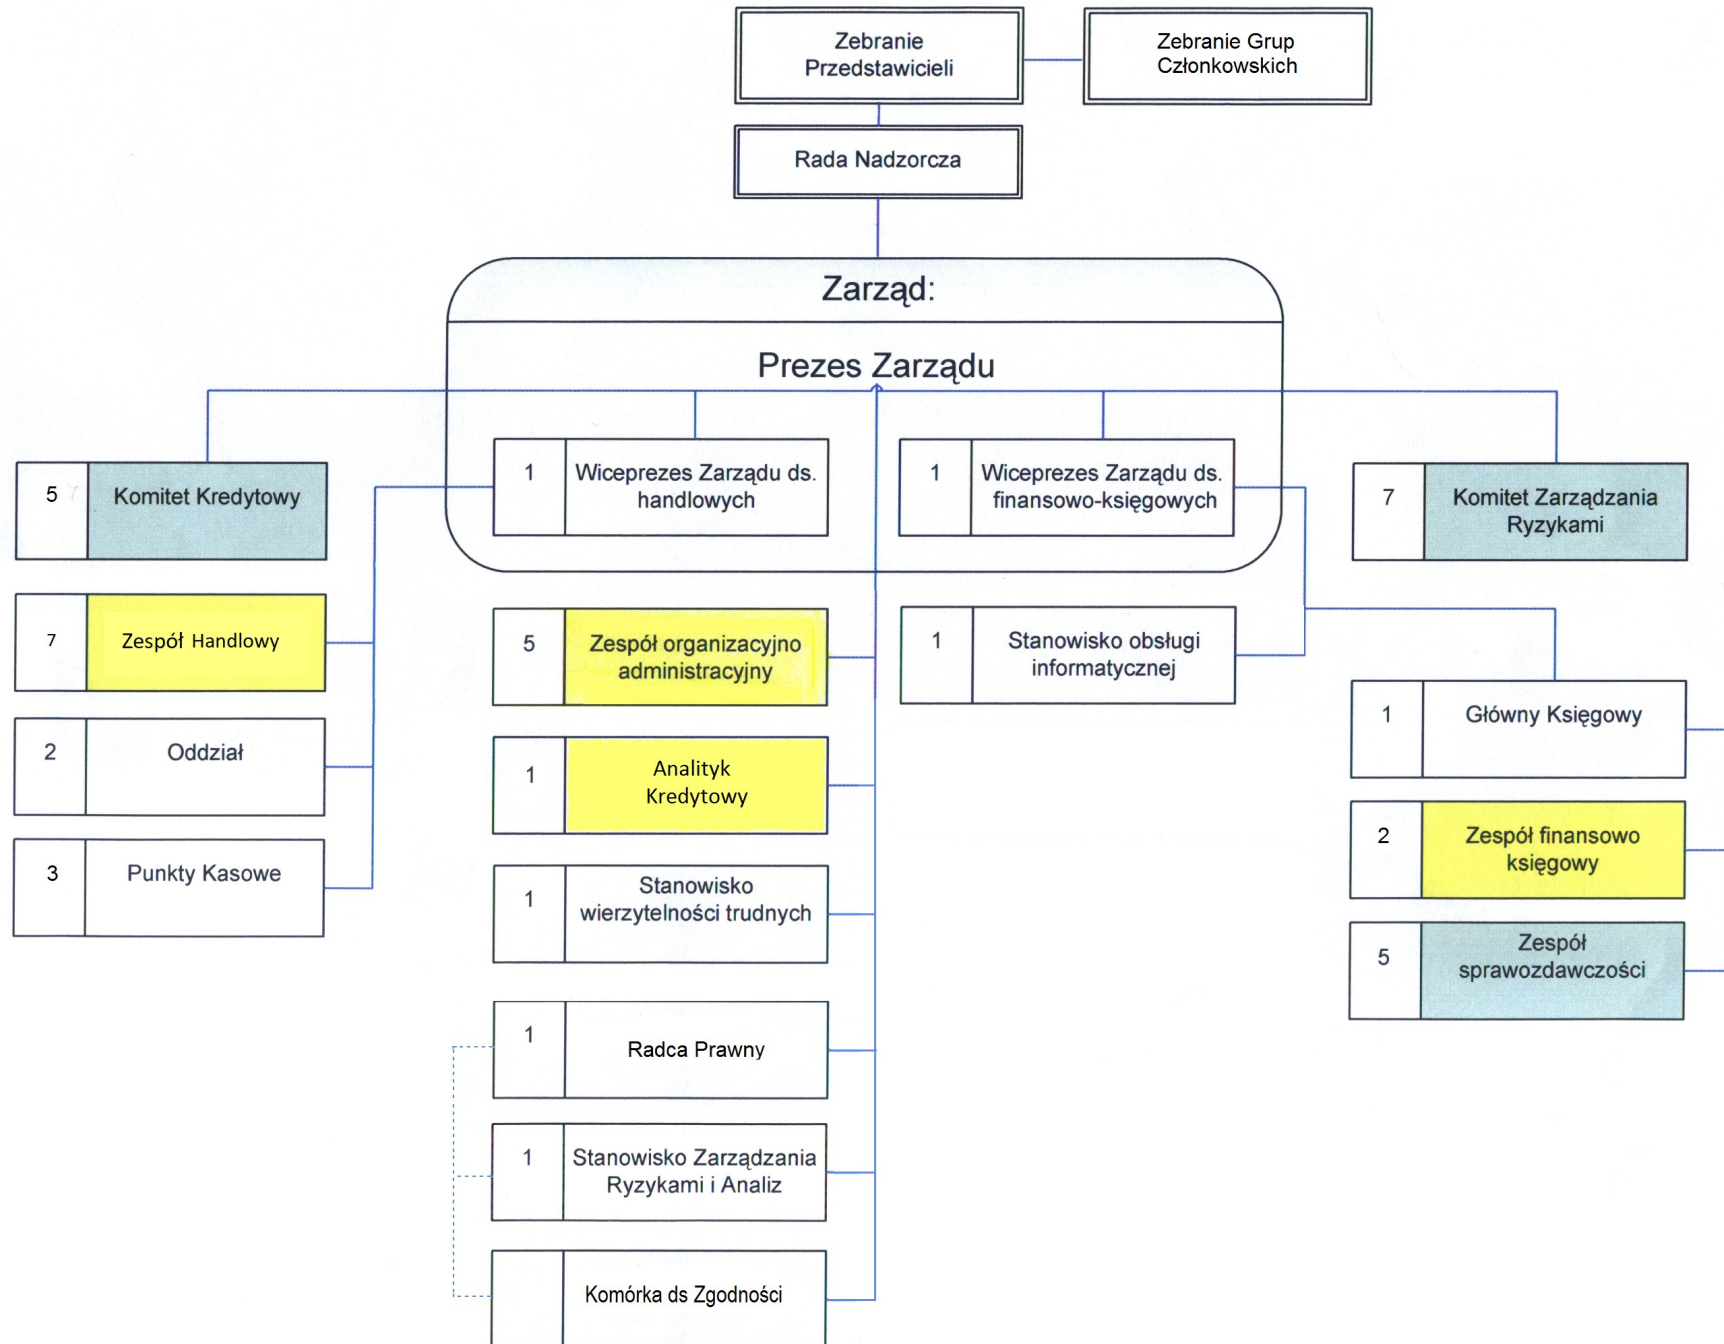 Zebranie
Przedstawicieli
Zebranie Grup
Członkowskich
Rada Nadzorcza
Zarząd:
Prezes Zarządu
5
Komitet Kredytowy
1
Wiceprezes Zarządu ds.
handlowych
1
Wiceprezes Zarządu ds.
finansowo-księgowych
7
Komitet Zarządzania
Ryzykami
7
Zespół Handlowy
5
Zespół organizacyjno
administracyjny
1
Stanowisko obsługi
informatycznej
1
Główny Księgowy
2
Oddział
1
Analityk
Kredytowy
2
Zespół finansowo
księgowy
3
Punkty Kasowe
1
Stanowisko
wierzytelności trudnych
5
Zespół
sprawozdawczości
1
Radca Prawny
1
Stanowisko Zarządzania
Ryzykami i Analiz
Komórka ds Zgodności